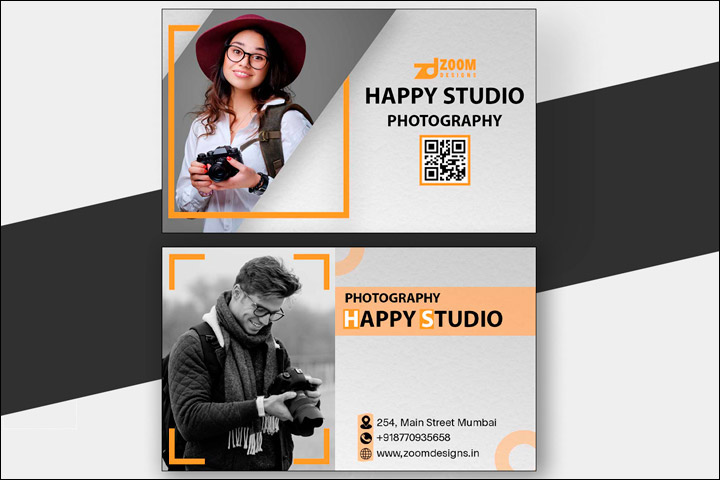 ZOOM
DESIGNS
HAPPY STUDIO
PHOTOGRAPHY
PHOTOGRAPHY
HAPPY STUDIO
254, Main Street Mumbai
+918770935658
www,zoomdesigns.in